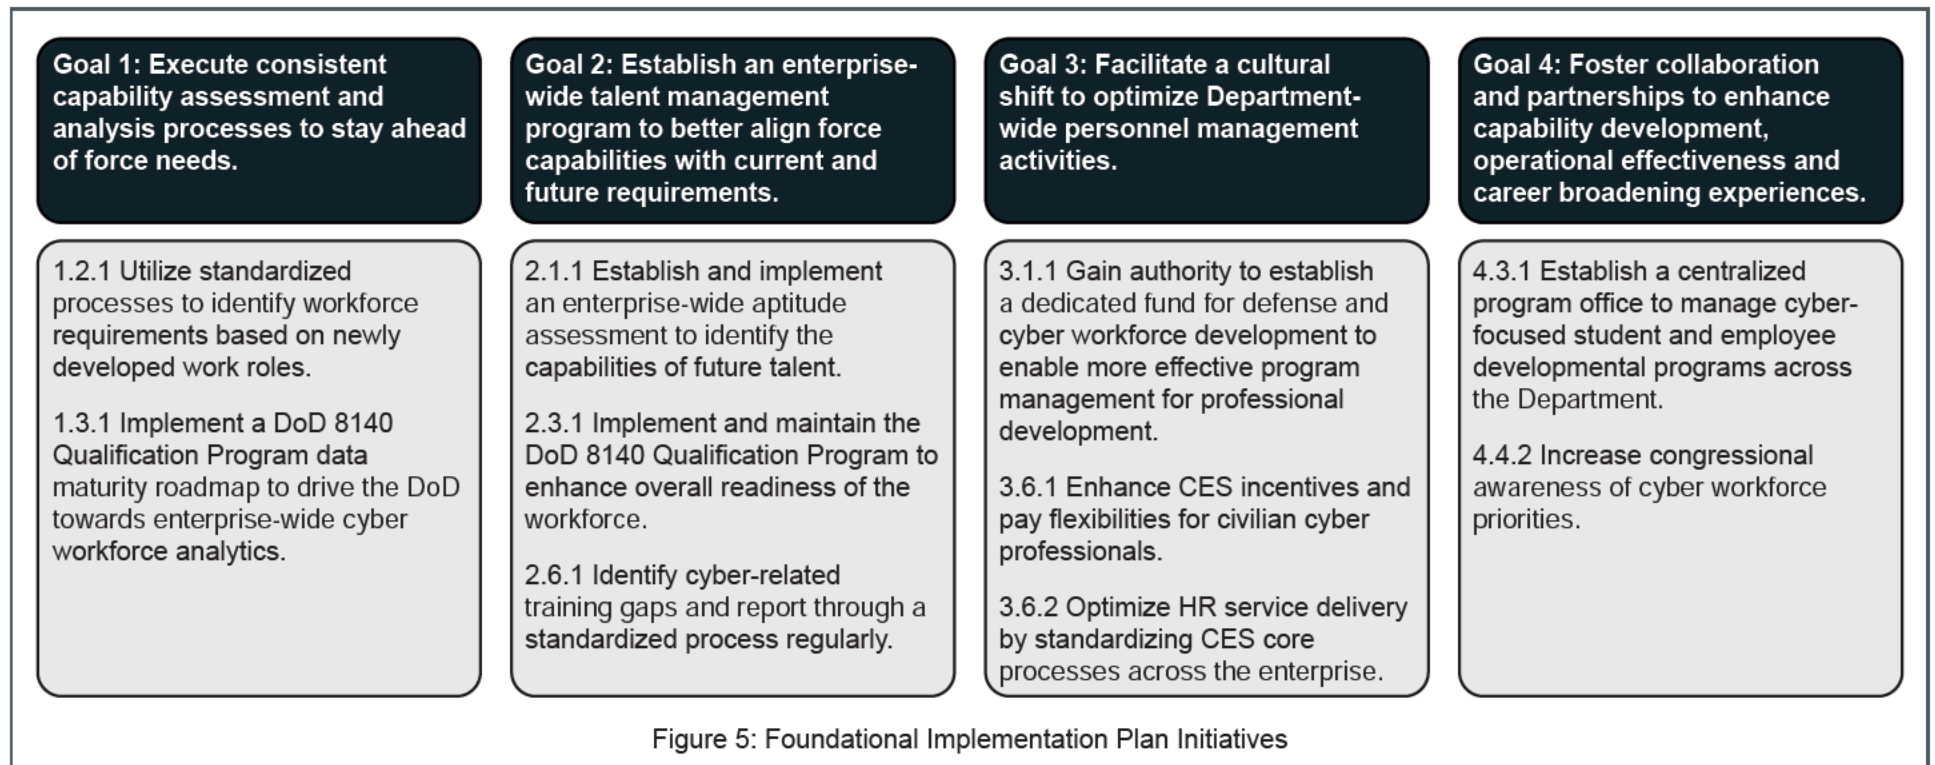 Goal 1: Execute consistent
capability assessment and
analysis processes to stay ahead
of force needs.
1.2.1 Utilize standardized
processes to identify workforce
requirements based on newly
developed work roles.
1.3.1 Implement a DoD 8140
Qualification Program data
maturity roadmap to drive the DoD
towards enterprise-wide cyber
workforce analytics.
Goal 2: Establish an enterprise-
wide talent management
program to better align force
capabilities with current and
future requirements.
2.1.1 Establish and implement
an enterprise-wide aptitude
assessment to identify the
capabilities of future talent.
2.3.1 Implement and maintain the
DoD 8140 Qualification Program to
enhance overall readiness of the
workforce.
2.6.1 Identify cyber-related
training gaps and report through a
standardized process regularly.
Goal 3: Facilitate a cultural
shift to optimize Department-
wide personnel management
activities.
3.1.1 Gain authority to establish
a dedicated fund for defense and
cyber workforce development to
enable more effective program
management for professional
development.
3.6.1 Enhance CES incentives and
pay flexibilities for civilian cyber
professionals.
3.6.2 Optimize HR service delivery
by standardizing CES core
processes across the enterprise.
Goal 4: Foster collaboration
and partnerships to enhance
capability development,
operational effectiveness and
career broadening experiences.
4.3.1 Establish a centralized
program office to manage cyber-
focused student and employee
developmental programs across
the Department.
4.4.2 Increase congressional
awareness of cyber workforce
priorities.
Figure 5: Foundational Implementation Plan Initiatives